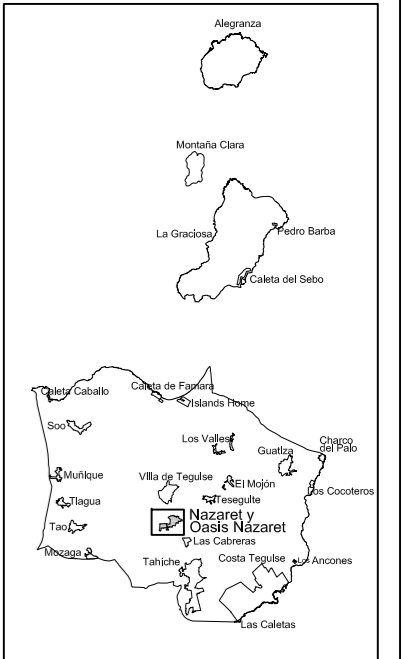 Alegranza
Montaña Clara
La Graciosa
Pedro Barba
Caleta del Sebo
Caleta Caballo
Caleta de Famara
Islands Home
Soo
Los Valles
Guatiza
Charco
del Palo
Muñique
Villa de Teguise
El Mojón
Los Cocoteros
Tiagua
Teseguite
Nazaret y
Oasis Nazaret
Tao
Las Cabreras
Mozaga
Tahiche
Costa Teguise
Los Ancones
Las Caletas